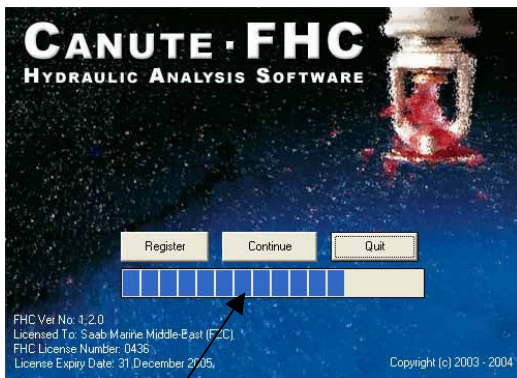 CANUTE · FHC
HYDRAULIC ANALYSIS SOFTWARE
Register Continue Quit
FHC Ver No: 1.2.0
Licensed To: Saab Marine Middle-East (FZC)
FHC License Number: 0436
License Expiry Date: 31 December 2005
Copyright (c) 2003 - 2004